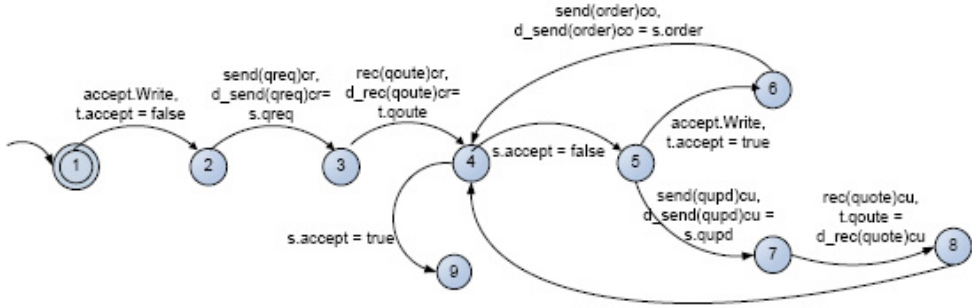 send(order)co,
d_send(order)co = s.order
send(qreq)cr,
d_send(qreq)cr=
s.qreq
rec(qoute)cr,
d_rec(qoute)cr=
t.qoute
accept.Write,
t.accept = false
6
accept.Write,
t.accept = true
1
2
3
4
s.accept = false
5
send(qupd)cu,
d_send(qupd)cu =
s.qupd
rec(quote)cu,
t.qoute =
d_rec(quote)cu
s.accept = true
9
7
8